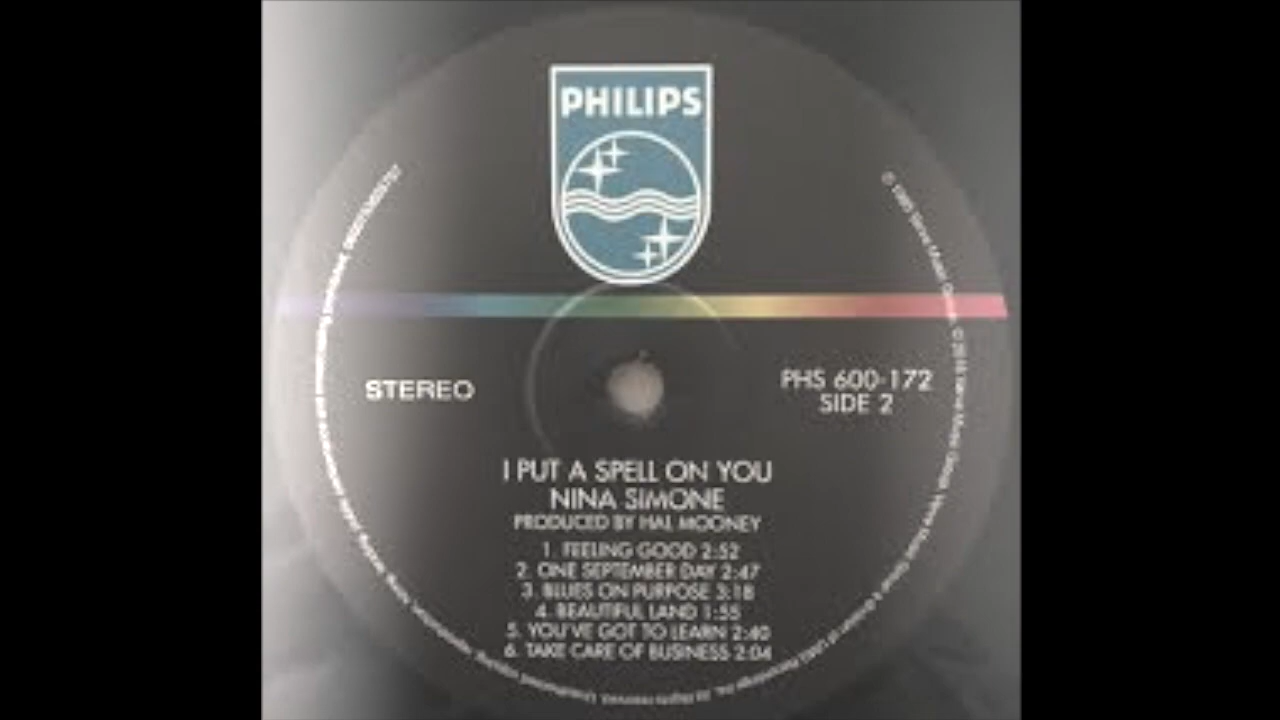 PHILIPS
STEREO
PHS 600-172
SIDE 2
I PUT A SPELL ON YOU
NINA SIMONE
PRODUCED BY HAL MOONEY
1. FEELING GOOD 2:52
2. ONE SEPTEMBER DAY 2:47
3. BLUES ON PURPOSE 3:18
4. BEAUTIFUL LAND 1:55
5. YOU'VE GOT TO LEARN 2:40
6. TAKE CARE OF BUSINESS 2:04